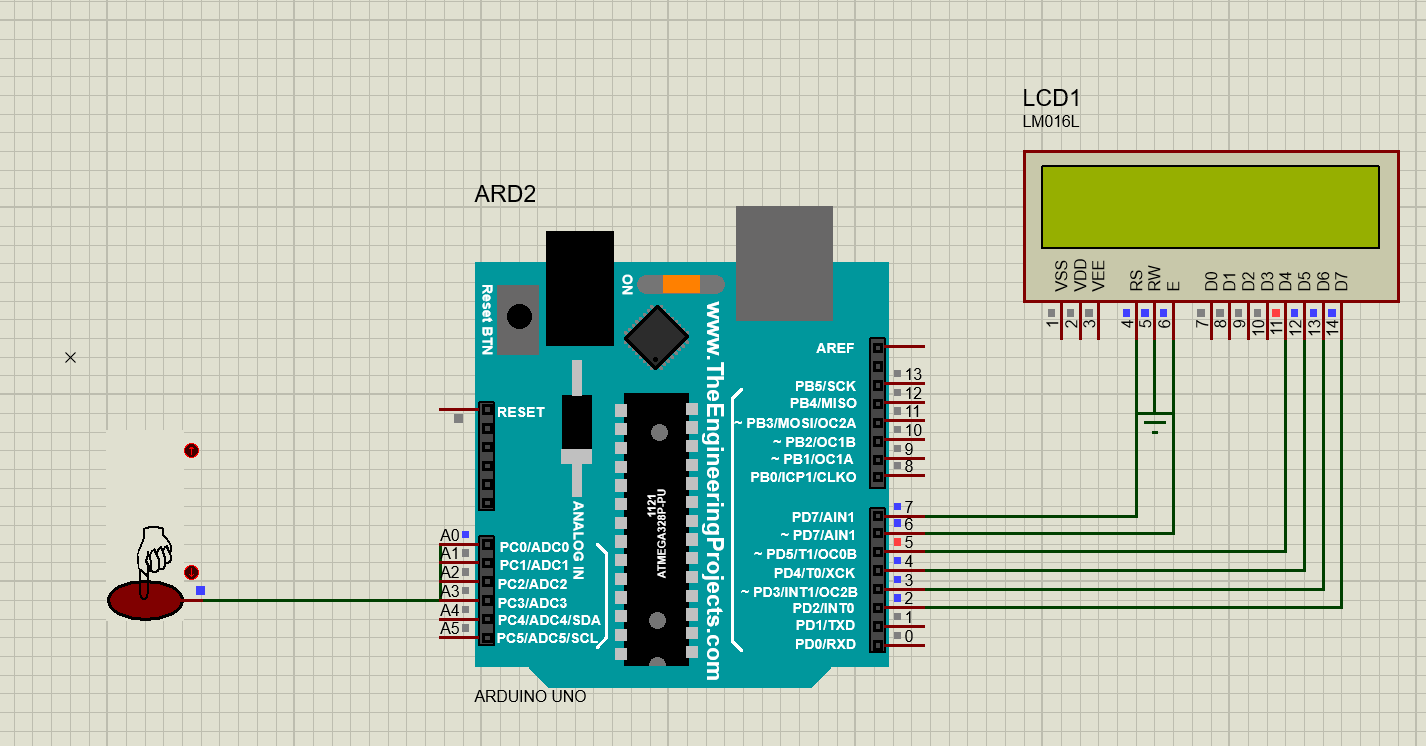 LCD1
LM016L
VSS
VDD
VEE
RS
RW
E
D0
D1
D2
D3
D4
D5
D6
D7
1
2
3
4
5
6
7
8
9
10
11
12
13
14
ARD2
ON
Reset BTN
www.TheEngineeringProjects.com
RESET
ANALOG IN
1121
ATMEGA328P-PU
A0
A1
A2
A3
A4
A5
PC0/ADC0
PC1/ADC1
PC2/ADC2
PC3/ADC3
PC4/ADC4/SDA
PC5/ADC5/SCL
AREF
PB5/SCK 13
PB4/MISO 12
~ PB3/MOSI/OC2A 11
~ PB2/OC1B 10
~ PB1/OC1A 9
PB0/ICP1/CLKO 8
PD7/AIN1 7
~ PD7/AIN1 6
~ PD5/T1/OC0B 5
PD4/T0/XCK 4
~ PD3/INT1/OC2B 3
PD2/INT0 2
PD1/TXD 1
PD0/RXD 0
ARDUINO UNO